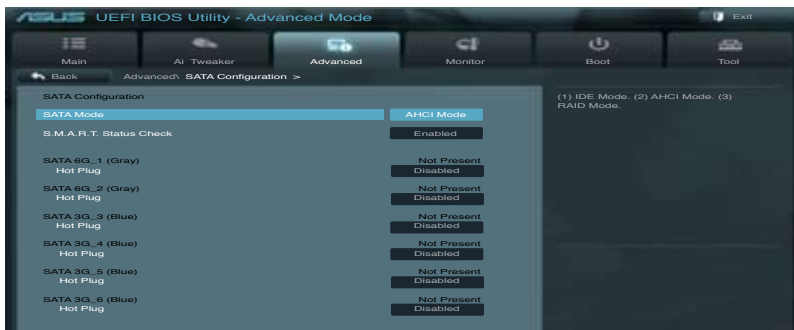 ASUS UEFI BIOS Utility - Advanced Mode
Exit
Main
Ai Tweaker
Advanced
Monitor
Boot
Tool
Back
Advanced\ SATA Configuration >
SATA Configuration
SATA Mode AHCI Mode
S.M.A.R.T. Status Check Enabled
SATA 6G_1 (Gray) Not Present
Hot Plug Disabled
SATA 6G_2 (Gray) Not Present
Hot Plug Disabled
SATA 3G_3 (Blue) Not Present
Hot Plug Disabled
SATA 3G_4 (Blue) Not Present
Hot Plug Disabled
SATA 3G_5 (Blue) Not Present
Hot Plug Disabled
SATA 3G_6 (Blue) Not Present
Hot Plug Disabled
(1) IDE Mode. (2) AHCI Mode. (3)
RAID Mode.